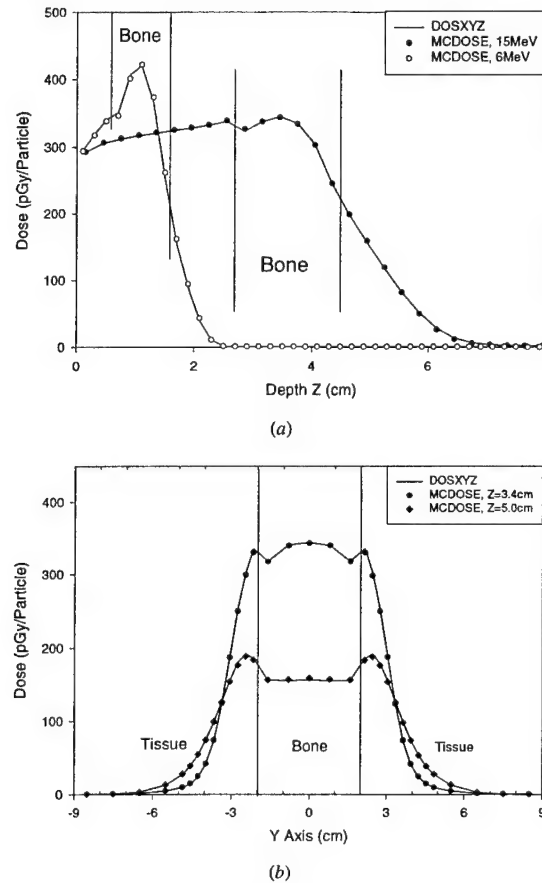 500
400
300
200
100
0
Dose (pGy/Particle)
Bone
Bone
DOSXYZ
MCDOSE, 15MeV
MCDOSE, 6MeV
0
2
4
6
Depth Z (cm)
(a)
400
300
200
100
0
Dose (pGy/Particle)
DOSXYZ
MCDOSE, Z=3.4cm
MCDOSE, Z=5.0cm
Tissue
Bone
Tissue
-9
-6
-3
0
3
6
9
Y Axis (cm)
(b)